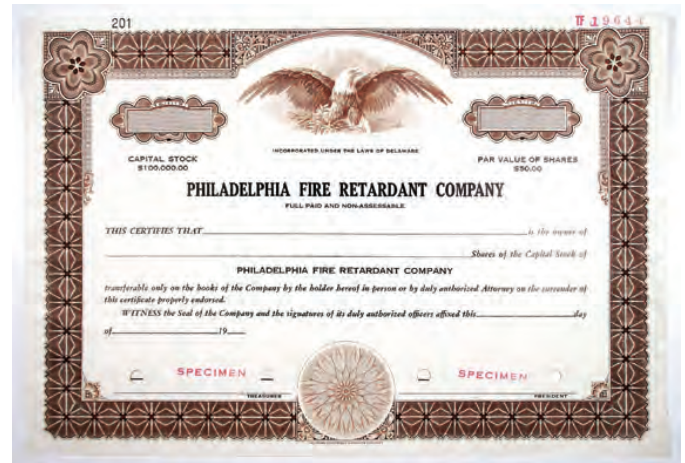 201
TF 19644
INCORPORATED UNDER THE LAWS OF DELAWARE
CAPITAL STOCK
$100,000.00
PAR VALUE OF SHARES
$50.00
PHILADELPHIA FIRE RETARDANT COMPANY
FULL PAID AND NON-ASSESSABLE
THIS CERTIFIES THAT is the owner of
Shares of the Capital Stock of
PHILADELPHIA FIRE RETARDANT COMPANY
transferable only on the books of the Company by the holder hereof in person or by duly authorized Attorney on the surrender of
this certificate properly endorsed.
WITNESS the Seal of the Company and the signatures of its duly authorized officers affixed this day
of 19
SPECIMEN SPECIMEN
TREASURER PRESIDENT